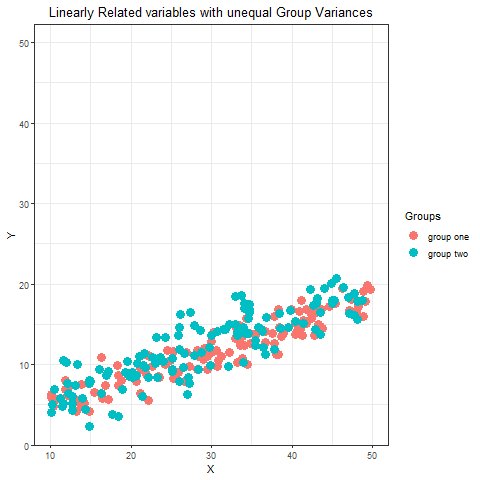 Linearly Related variables with unequal Group Variances
50
40
30
20
10
0
Y
10
20
30
40
50
X
Groups
group one
group two